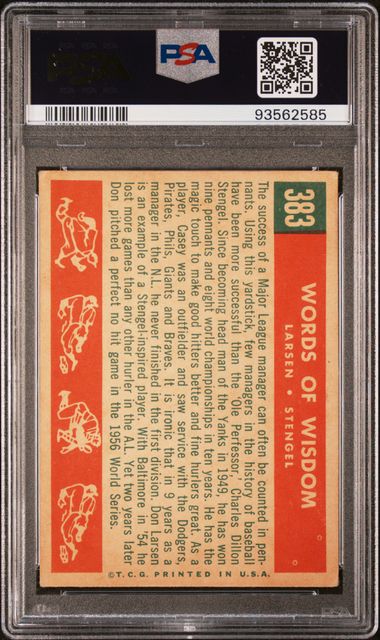 PSA
PSA
93562585
383
WORDS OF WISDOM
LARSEN • STENGEL
The success of a Major League manager can often be counted in pen-
nants. Using this yardstick, few managers in the history of baseball
have been more successful than the "Ole Perfessor," Charles Dillon
Stengel. Since becoming head man of the Yanks in 1949, he has won
nine pennants and eight world championships in ten years. He has the
magic touch to make good hitters better and fine hurlers great. As a
player, Casey was an outfielder and saw service with the Dodgers,
Pirates, Phils, Giants and Braves. It is ironic that in 9 years as a
manager in the N.L. he never finished in the first division. Don Larsen
is an example of a Stengel-inspired player. With Baltimore in '54 he
lost more games than any other hurler in the A.L. Yet two years later
Don pitched a perfect no hit game in the 1956 World Series.
© T.C.G. PRINTED IN U.S.A.